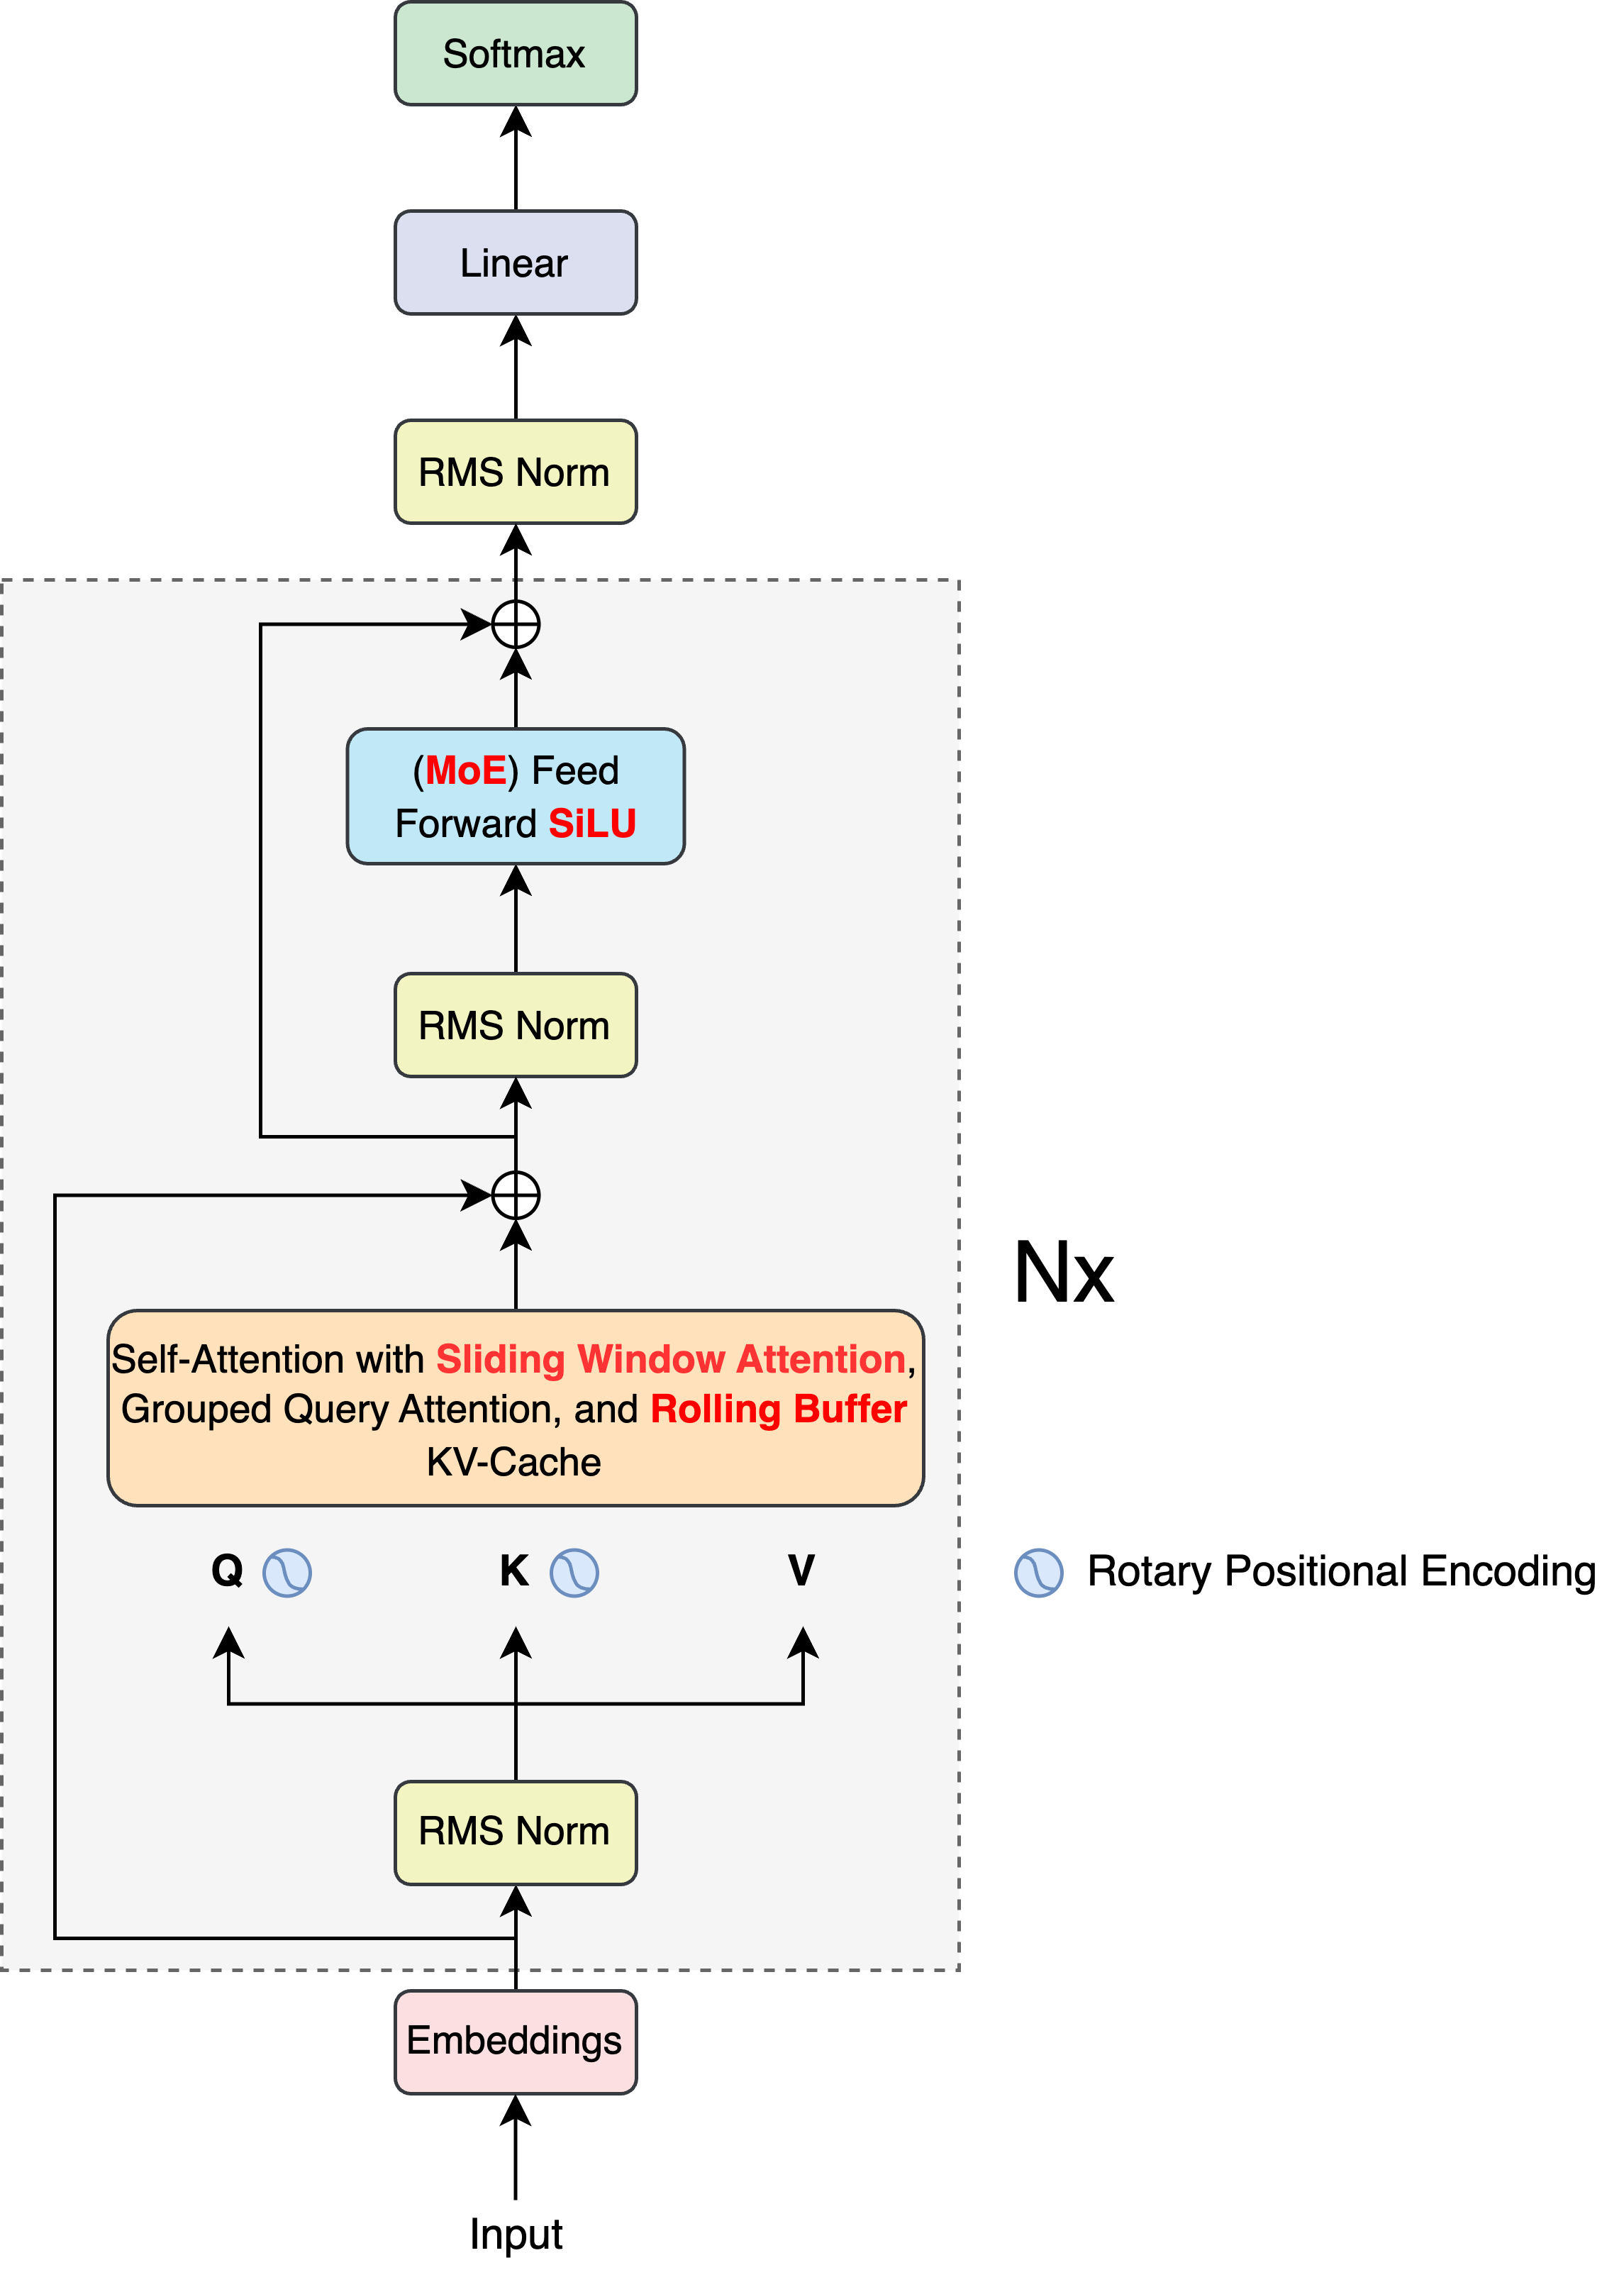 Softmax
Linear
RMS Norm
(MoE) Feed
Forward SiLU
RMS Norm
Nx
Self-Attention with Sliding Window Attention,
Grouped Query Attention, and Rolling Buffer
KV-Cache
Q K V
Rotary Positional Encoding
RMS Norm
Embeddings
Input